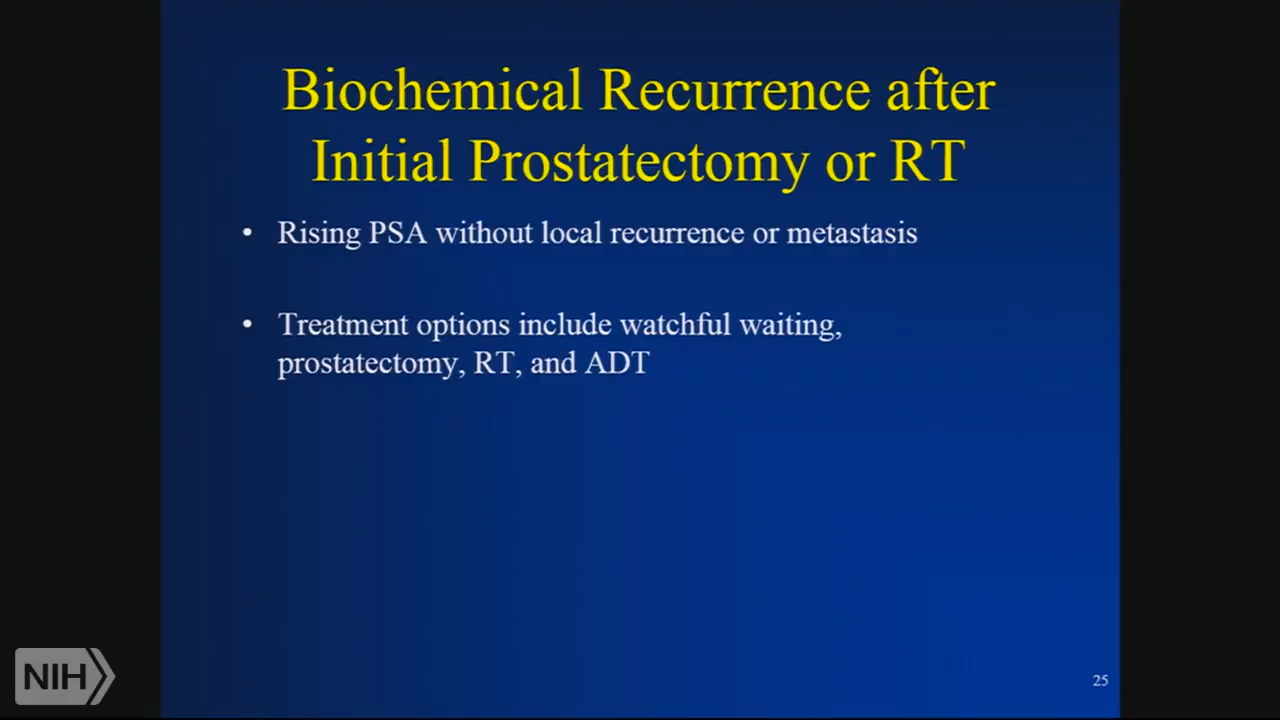 Biochemical Recurrence after
Initial Prostatectomy or RT
• Rising PSA without local recurrence or metastasis
• Treatment options include watchful waiting,
prostatectomy, RT, and ADT
NIH
25